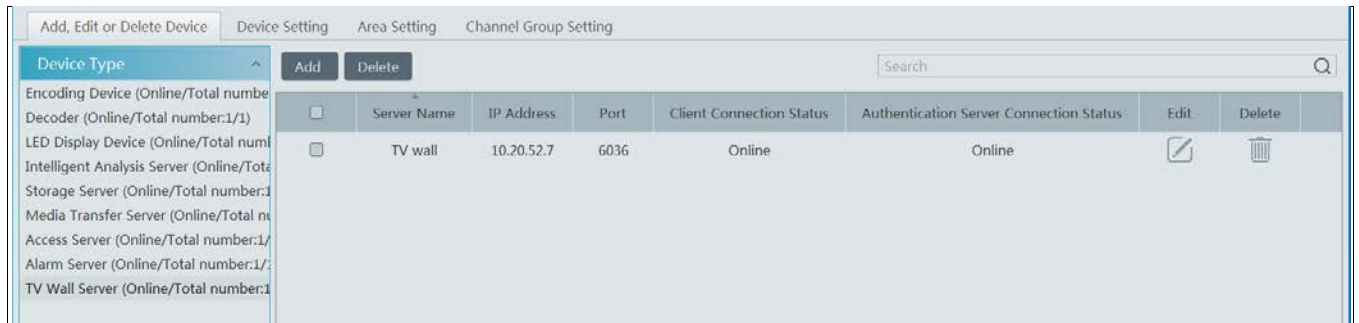 Add, Edit or Delete Device Device Setting Area Setting Channel Group Setting
Device Type
Add Delete Search
Encoding Device (Online/Total numbe
Decoder (Online/Total number:1/1)
LED Display Device (Online/Total
Intelligent Analysis Server (Online/Tota
Storage Server (Online/Total number:1
Media Transfer Server (Online/Total
Access Server (Online/Total number:1/
Alarm Server (Online/Total number:1/
TV Wall Server (Online/Total number:1
Server Name IP Address Port Client Connection Status Authentication Server Connection Status Edit Delete
TV wall 10.20.52.7 6036 Online Online